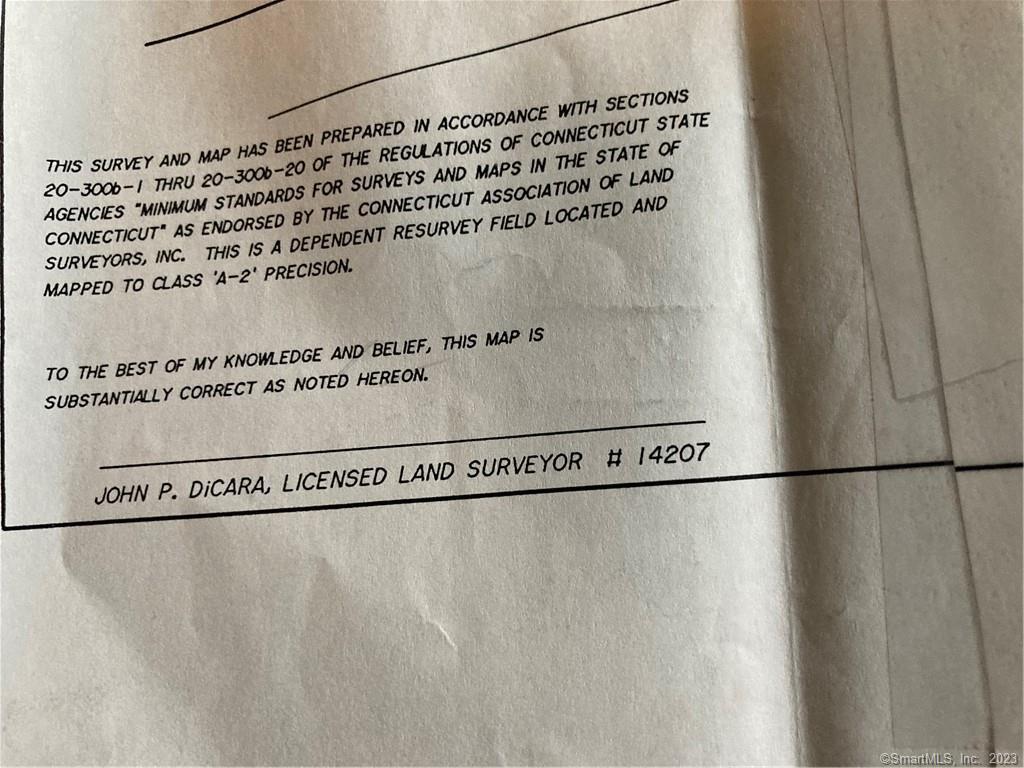 THIS SURVEY AND MAP HAS BEEN PREPARED IN ACCORDANCE WITH SECTIONS
20-300b-1 THRU 20-300b-20 OF THE REGULATIONS OF CONNECTICUT STATE
AGENCIES "MINIMUM STANDARDS FOR SURVEYS AND MAPS IN THE STATE OF
CONNECTICUT" AS ENDORSED BY THE CONNECTICUT ASSOCIATION OF LAND
SURVEYORS, INC. THIS IS A DEPENDENT RESURVEY FIELD LOCATED AND
MAPPED TO CLASS 'A-2' PRECISION.
TO THE BEST OF MY KNOWLEDGE AND BELIEF, THIS MAP IS
SUBSTANTIALLY CORRECT AS NOTED HEREON.
JOHN P. DiCARA, LICENSED LAND SURVEYOR # 14207
©SmartMLS, Inc. 2023